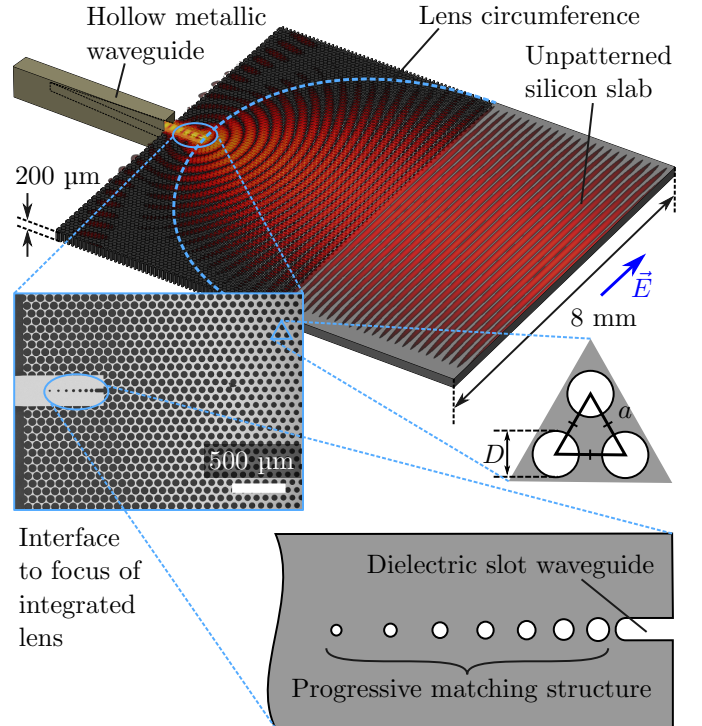 Hollow metallic
waveguide
Lens circumference
Unpatterned
silicon slab
200 µm
E
8 mm
a
D
500 µm
Interface
to focus of
integrated
lens
Dielectric slot waveguide
Progressive matching structure